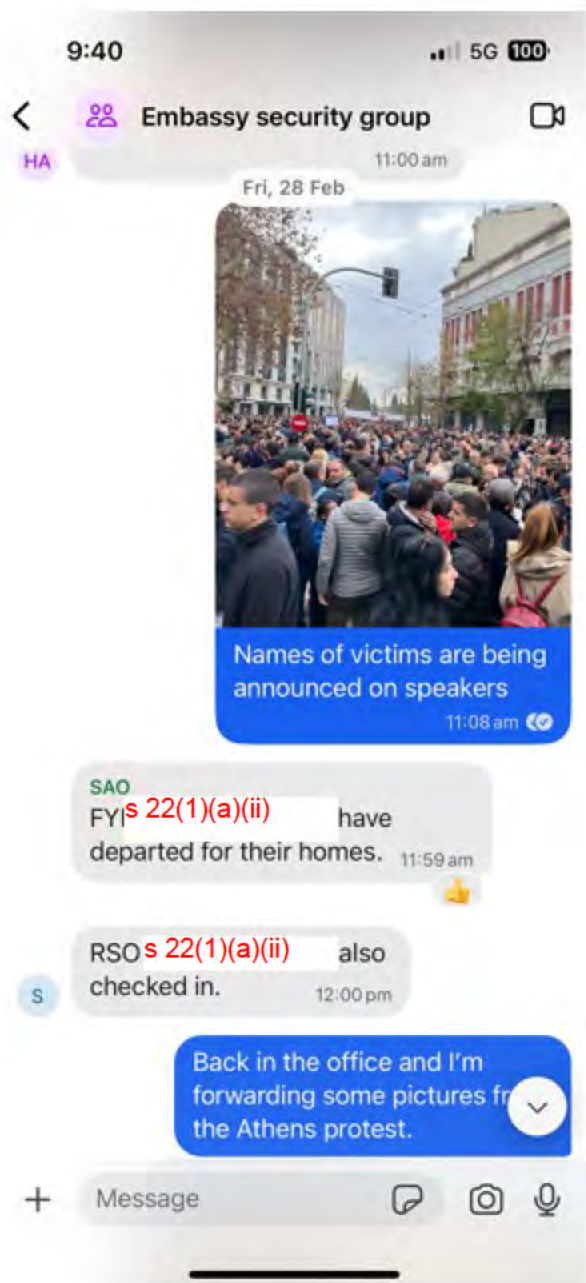 9:40
5G 100
Embassy security group
HA
11:00 am
Fri, 28 Feb
Names of victims are being
announced on speakers
11:08 am
SAO
FYI s 22(1)(a)(ii) have
departed for their homes. 11:59 am
RSO s 22(1)(a)(ii) also
checked in. 12:00 pm
S
Back in the office and I'm
forwarding some pictures fr
the Athens protest.
Message